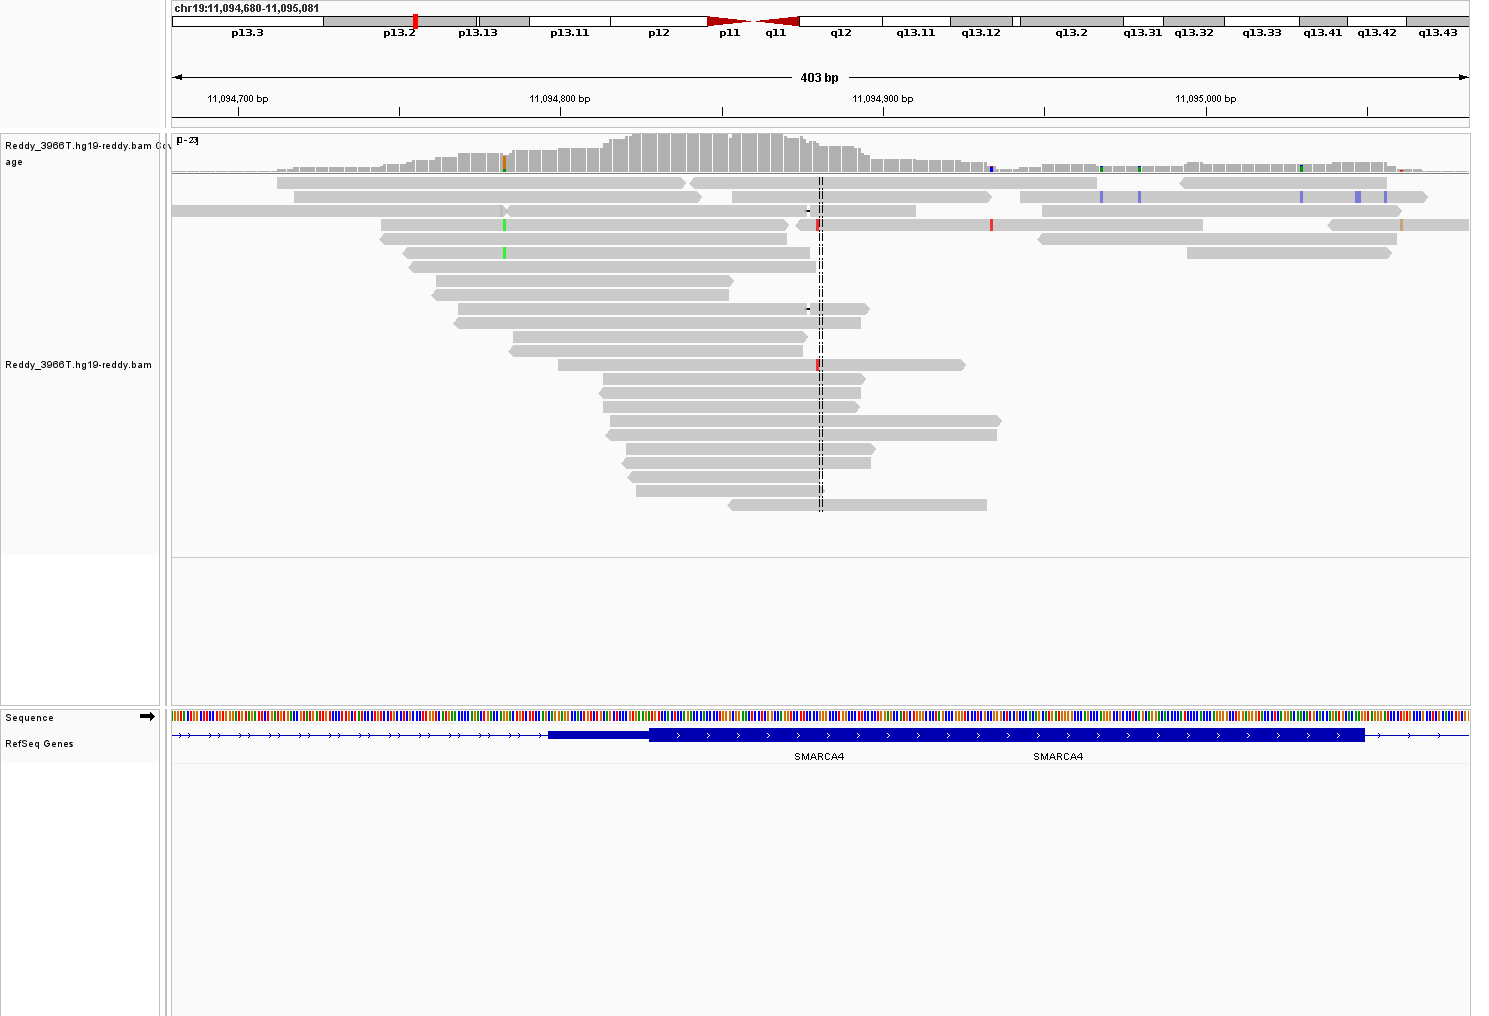 chr19:11,094,680-11,095,081
p13.3 p13.2 p13.13 p13.11 p12 p11 q11 q12 q13.11 q13.12 q13.2 q13.31 q13.32 q13.33 q13.41 q13.42 q13.43
403 bp
11,094,700 bp 11,094,800 bp 11,094,900 bp 11,095,000 bp
[0 - 23]
Reddy_3966T.hg19-reddy.bam Cov
age
Reddy_3966T.hg19-reddy.bam
Sequence
RefSeq Genes
SMARCA4 SMARCA4